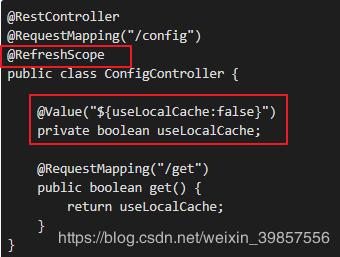 @RestController
@RequestMapping("/config")
@RefreshScope
public class ConfigController {
@Value("${useLocalCache:false}")
private boolean useLocalCache;
@RequestMapping("/get")
public boolean get() {
return useLocalCache;
}
}
https://blog.csdn.net/weixin_39857556